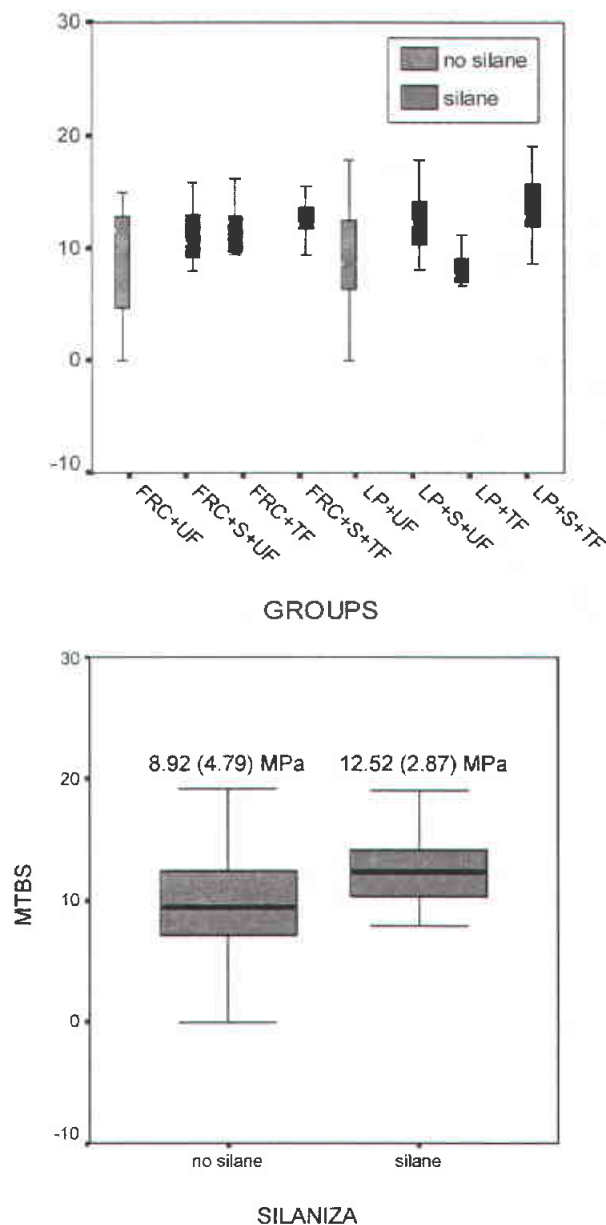 30
20
10
0
-10
no silane
silane
FRC+UF
FRC+S+UF
FRC+TF
FRC+S+TF
LP+UF
LP+S+UF
LP+TF
LP+S+TF
GROUPS
30
20
10
0
-10
MTBS
8.92 (4.79) MPa
12.52 (2.87) MPa
no silane
silane
SILANIZA